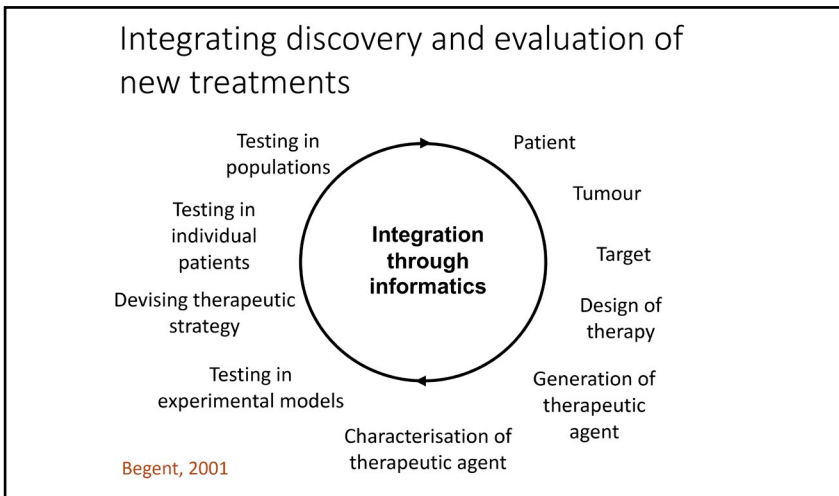 Integrating discovery and evaluation of
new treatments
Patient
Tumour
Target
Design of
therapy
Generation of
therapeutic
agent
Characterisation of
therapeutic agent
Testing in
experimental models
Devising therapeutic
strategy
Testing in
individual
patients
Testing in
populations
Integration
through
informatics
Begent, 2001